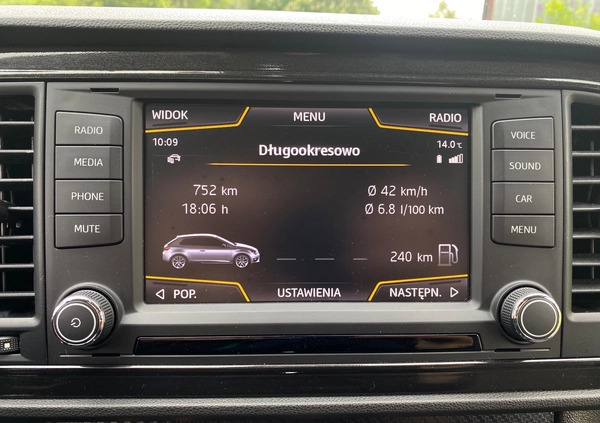 WIDOK MENU RADIO
10:09 Długookresowo 14.0 °C
752 km Ø 42 km/h
18:06 h Ø 6.8 l/100 km
240 km
POP. USTAWIENIA NASTĘPN.
RADIO
MEDIA
PHONE
MUTE
VOICE
SOUND
CAR
MENU